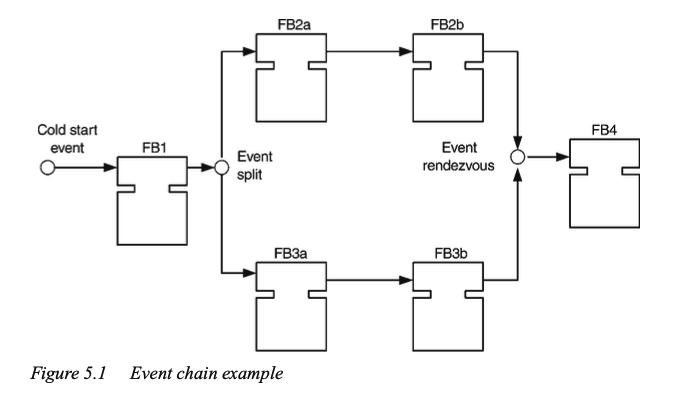 FB2a
FB2b
Cold start
event
FB1
Event
split
Event
rendezvous
FB4
FB3a
FB3b
Figure 5.1 Event chain example